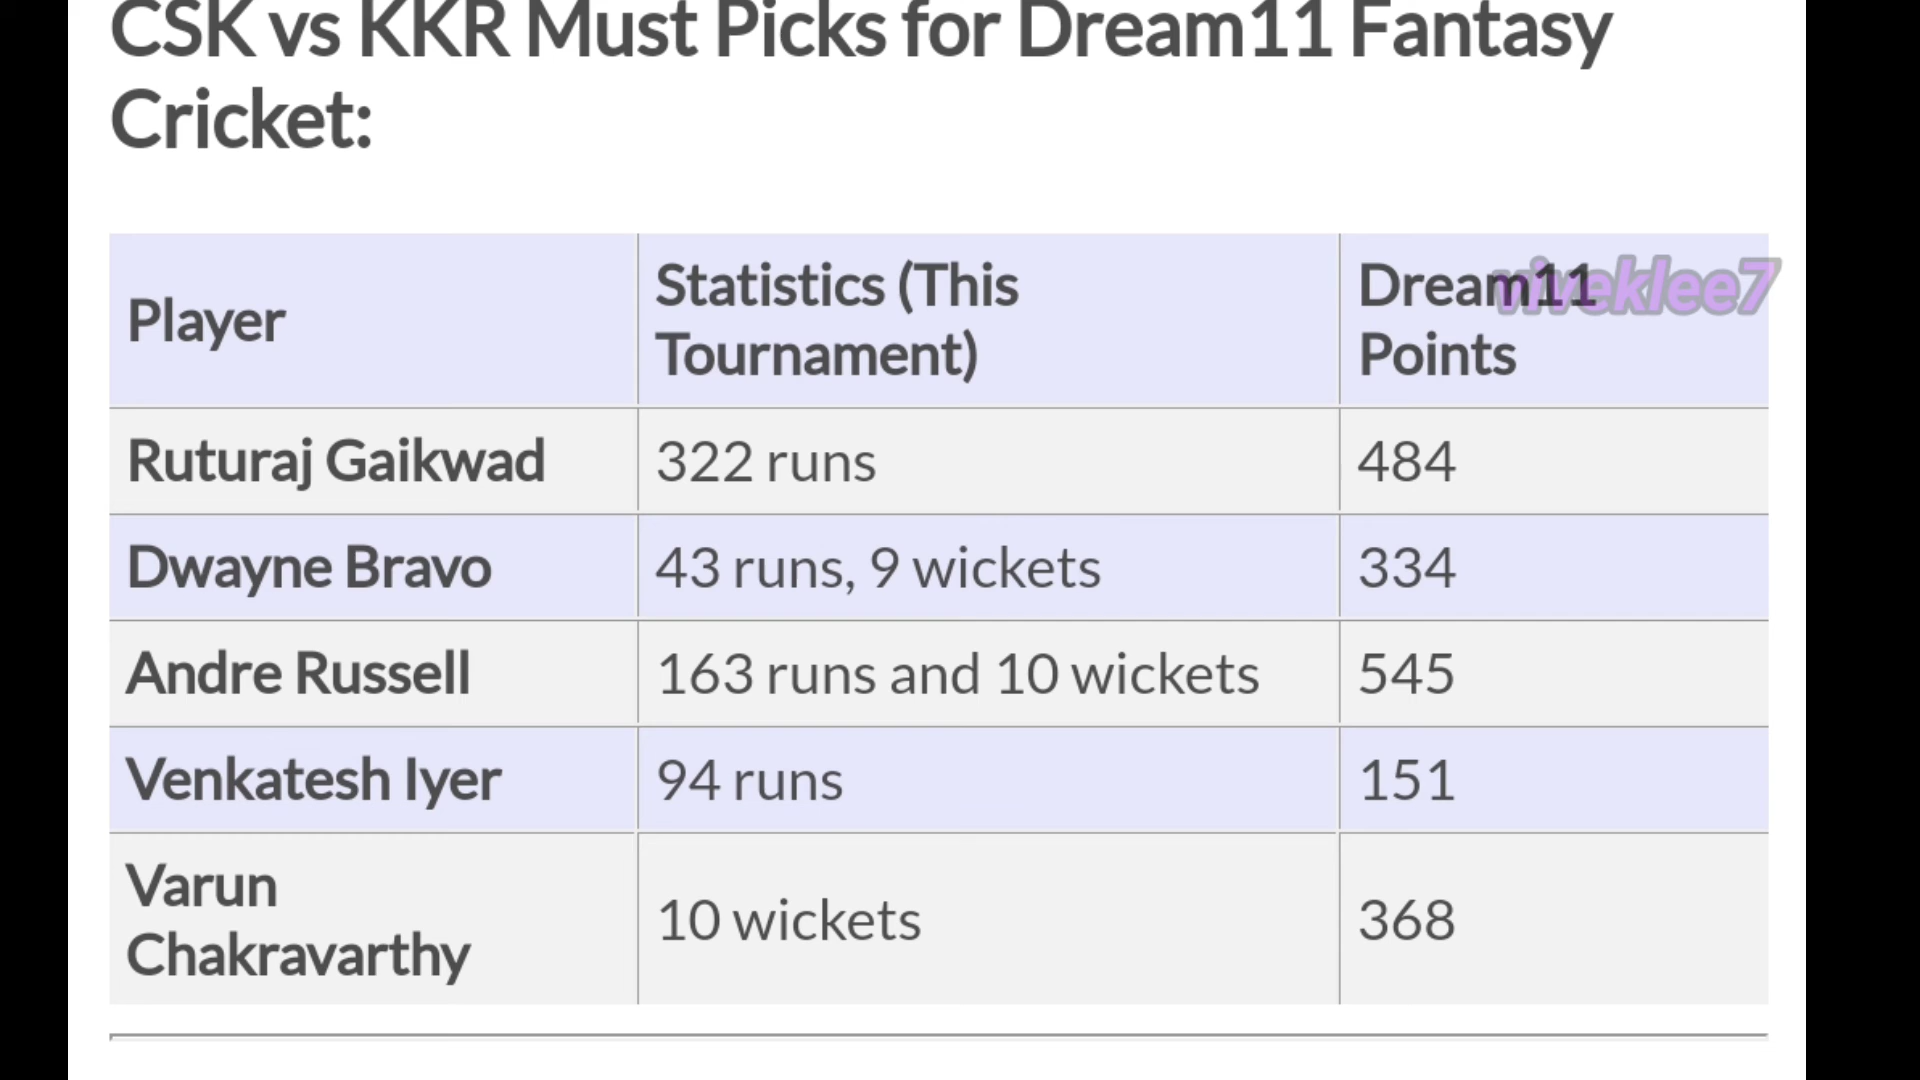 CSK vs KKR Must Picks for Dream11 Fantasy
Cricket:
Player
Statistics (This
Tournament)
Dream11
Points
viveklee7
Ruturaj Gaikwad
322 runs
484
Dwayne Bravo
43 runs, 9 wickets
334
Andre Russell
163 runs and 10 wickets
545
Venkatesh Iyer
94 runs
151
Varun
Chakravarthy
10 wickets
368